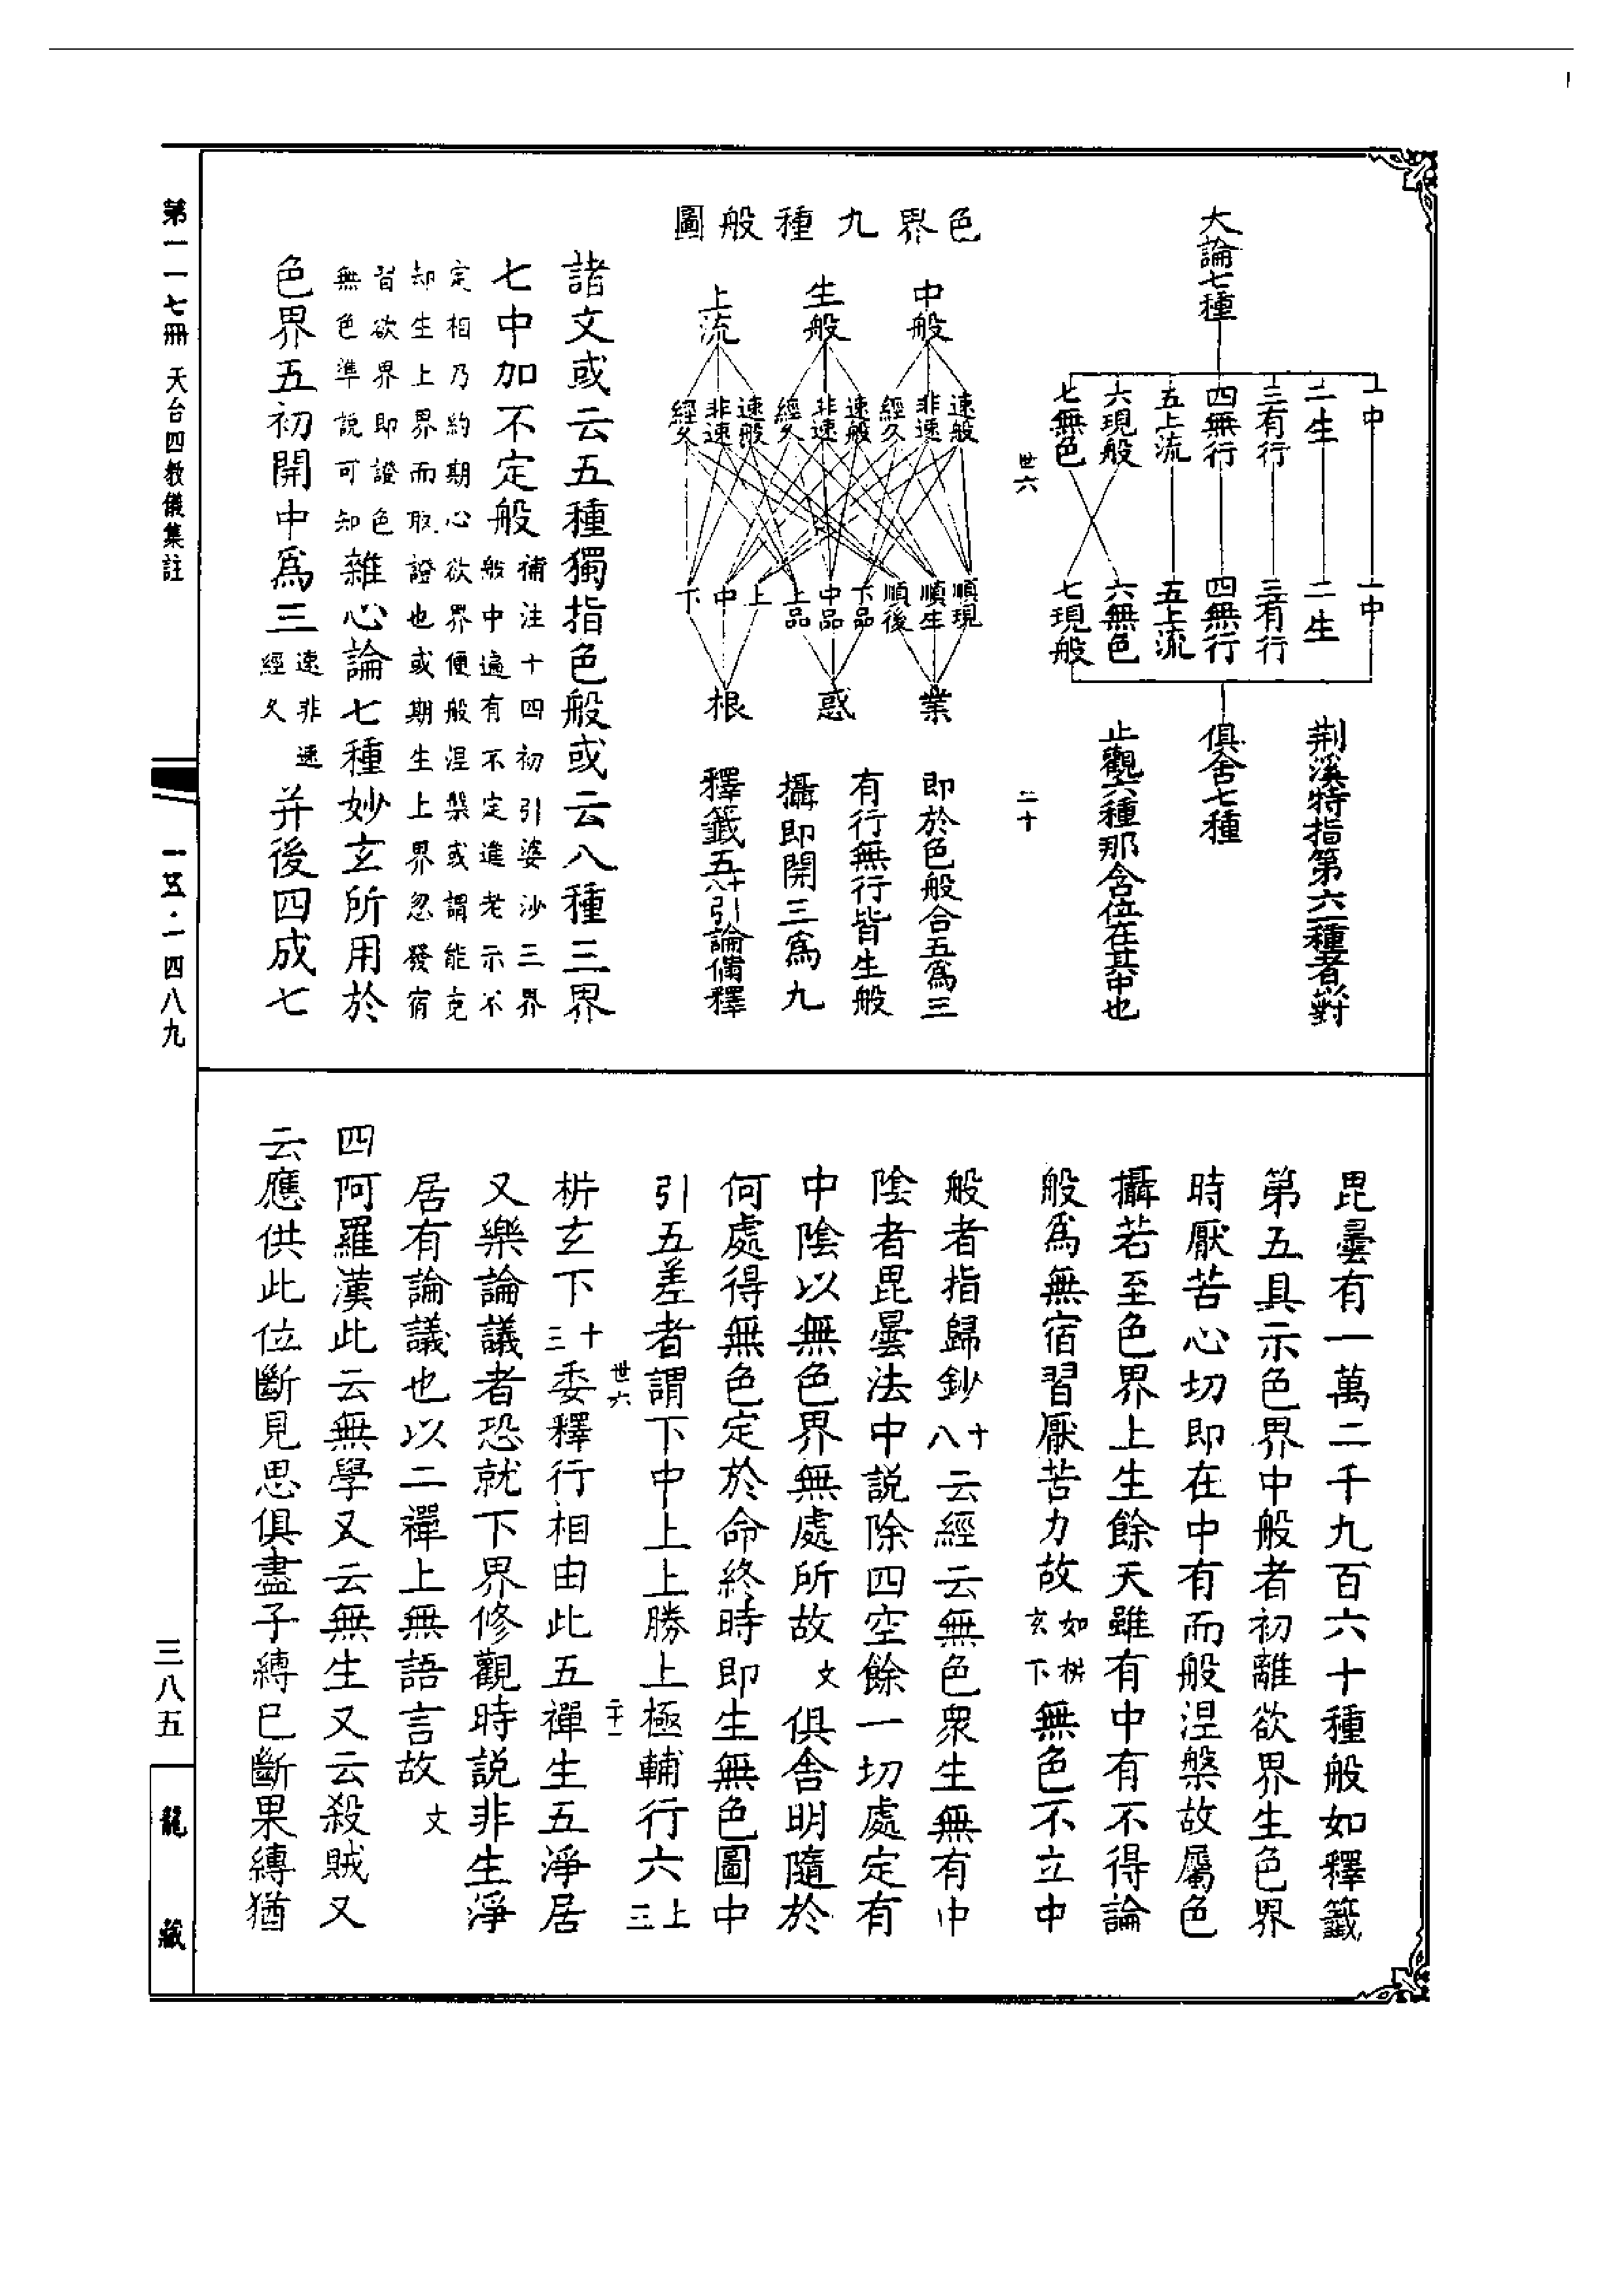 大論七種
一中
二生
三有行
四無行
五上流
六現般
七無色
一中
二生
三有行
四無行
五上流
六無色
七現般
俱舍七種
荆溪特指第六種者對
止觀六種那含位在其中也
世六
二十
色界九種般圖
中般
生般
上流
速般
非速
經久
速般
非速
經久
速般
非速
經久
順現
順生
順後
下品
中品
上品
上
中
下
業
惑
根
即於色般合五爲三
有行無行皆生般
攝即開三爲九
釋籤五十六引論備釋
諸文或云五種獨指色般或云八種三界
七中加不定般補注十四初引婆沙三界般中遍有不定進老示不
定相乃約期心欲界便般涅槃或謂能克却生上界而取證也或期生上界忽發宿
習欲界即證色無色準説可知雜心論七種妙玄所用於
色界五初開中爲三速非速經久并後四成七
毘曇有一萬二千九百六十種般如釋籤
第五具示色界中般者初離欲界生色界
時厭苦心切即在中有而般涅槃故屬色
攝若至色界上生餘天雖有中有不得論
般爲無宿習厭苦力故如栟玄下無色不立中
般者指歸鈔十八云經云無色衆生無有中
陰者毘曇法中説除四空餘一切處定有
中陰以無色界無處所故文俱舍明隨於
何處得無色定於命終時即生無色圖中
引五差者謂下中上上勝上極輔行六上三
世六
二十一
栟玄下十三委釋行相由此五禪生五淨居
又樂論議者恐就下界修觀時説非生淨
居有論議也以二禪上無語言故文
四阿羅漢此云無學又云無生又云殺賊又
云應供此位斷見思俱盡子縛已斷果縛猶
第一一七冊 天台四教儀集註
一五·一四八九
三八五
龍藏